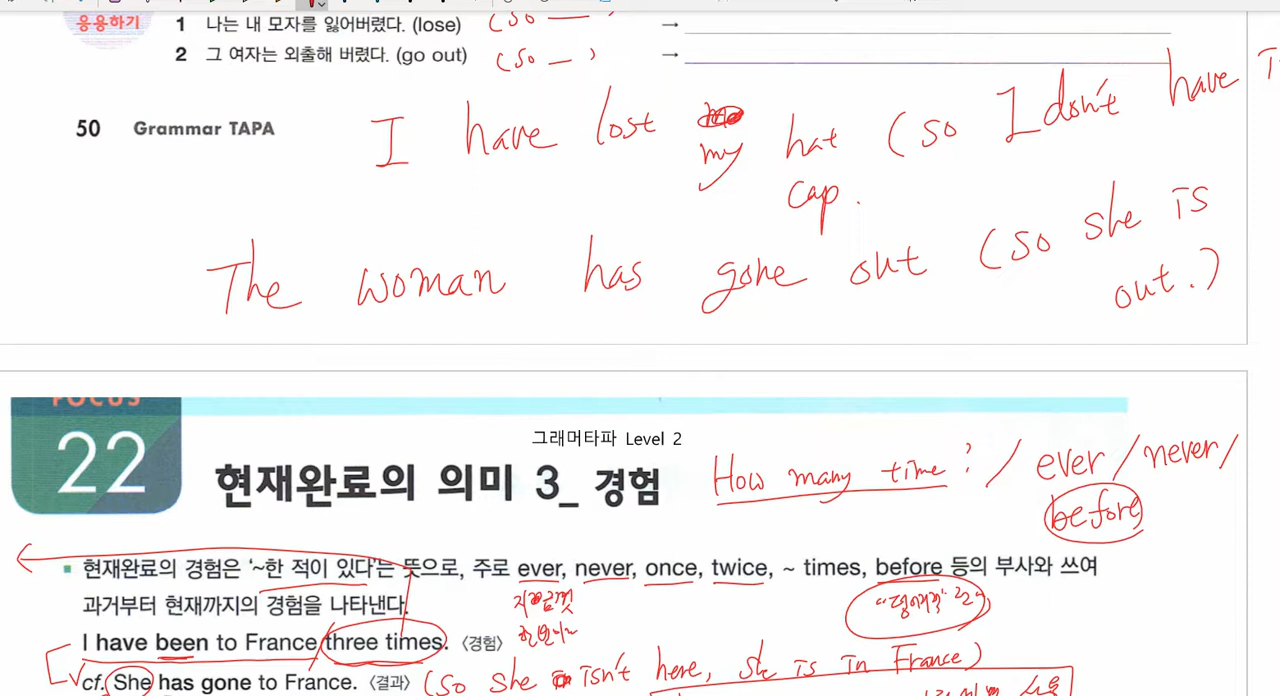 응용하기 1 나는 내 모자를 잃어버렸다. (lose) (so ) →
2 그 여자는 외출해 버렸다. (go out) (so ) →
50 Grammar TAPA
I have lost my hat (so I don't have
cap.
The woman has gone out (so she is
out.)
FOCUS
22
그래머타파 Level 2
현재완료의 의미 3_ 경험 How many time? / ever / never /
before
현재완료의 경험은 '~한 적이 있다'는 뜻으로, 주로 ever, never, once, twice, ~ times, before 등의 부사와 쓰여
과거부터 현재까지의 경험을 나타낸다.
I have been to France three times. <경험>
cf. She has gone to France. <결과> (so she isn't here, she is in France)